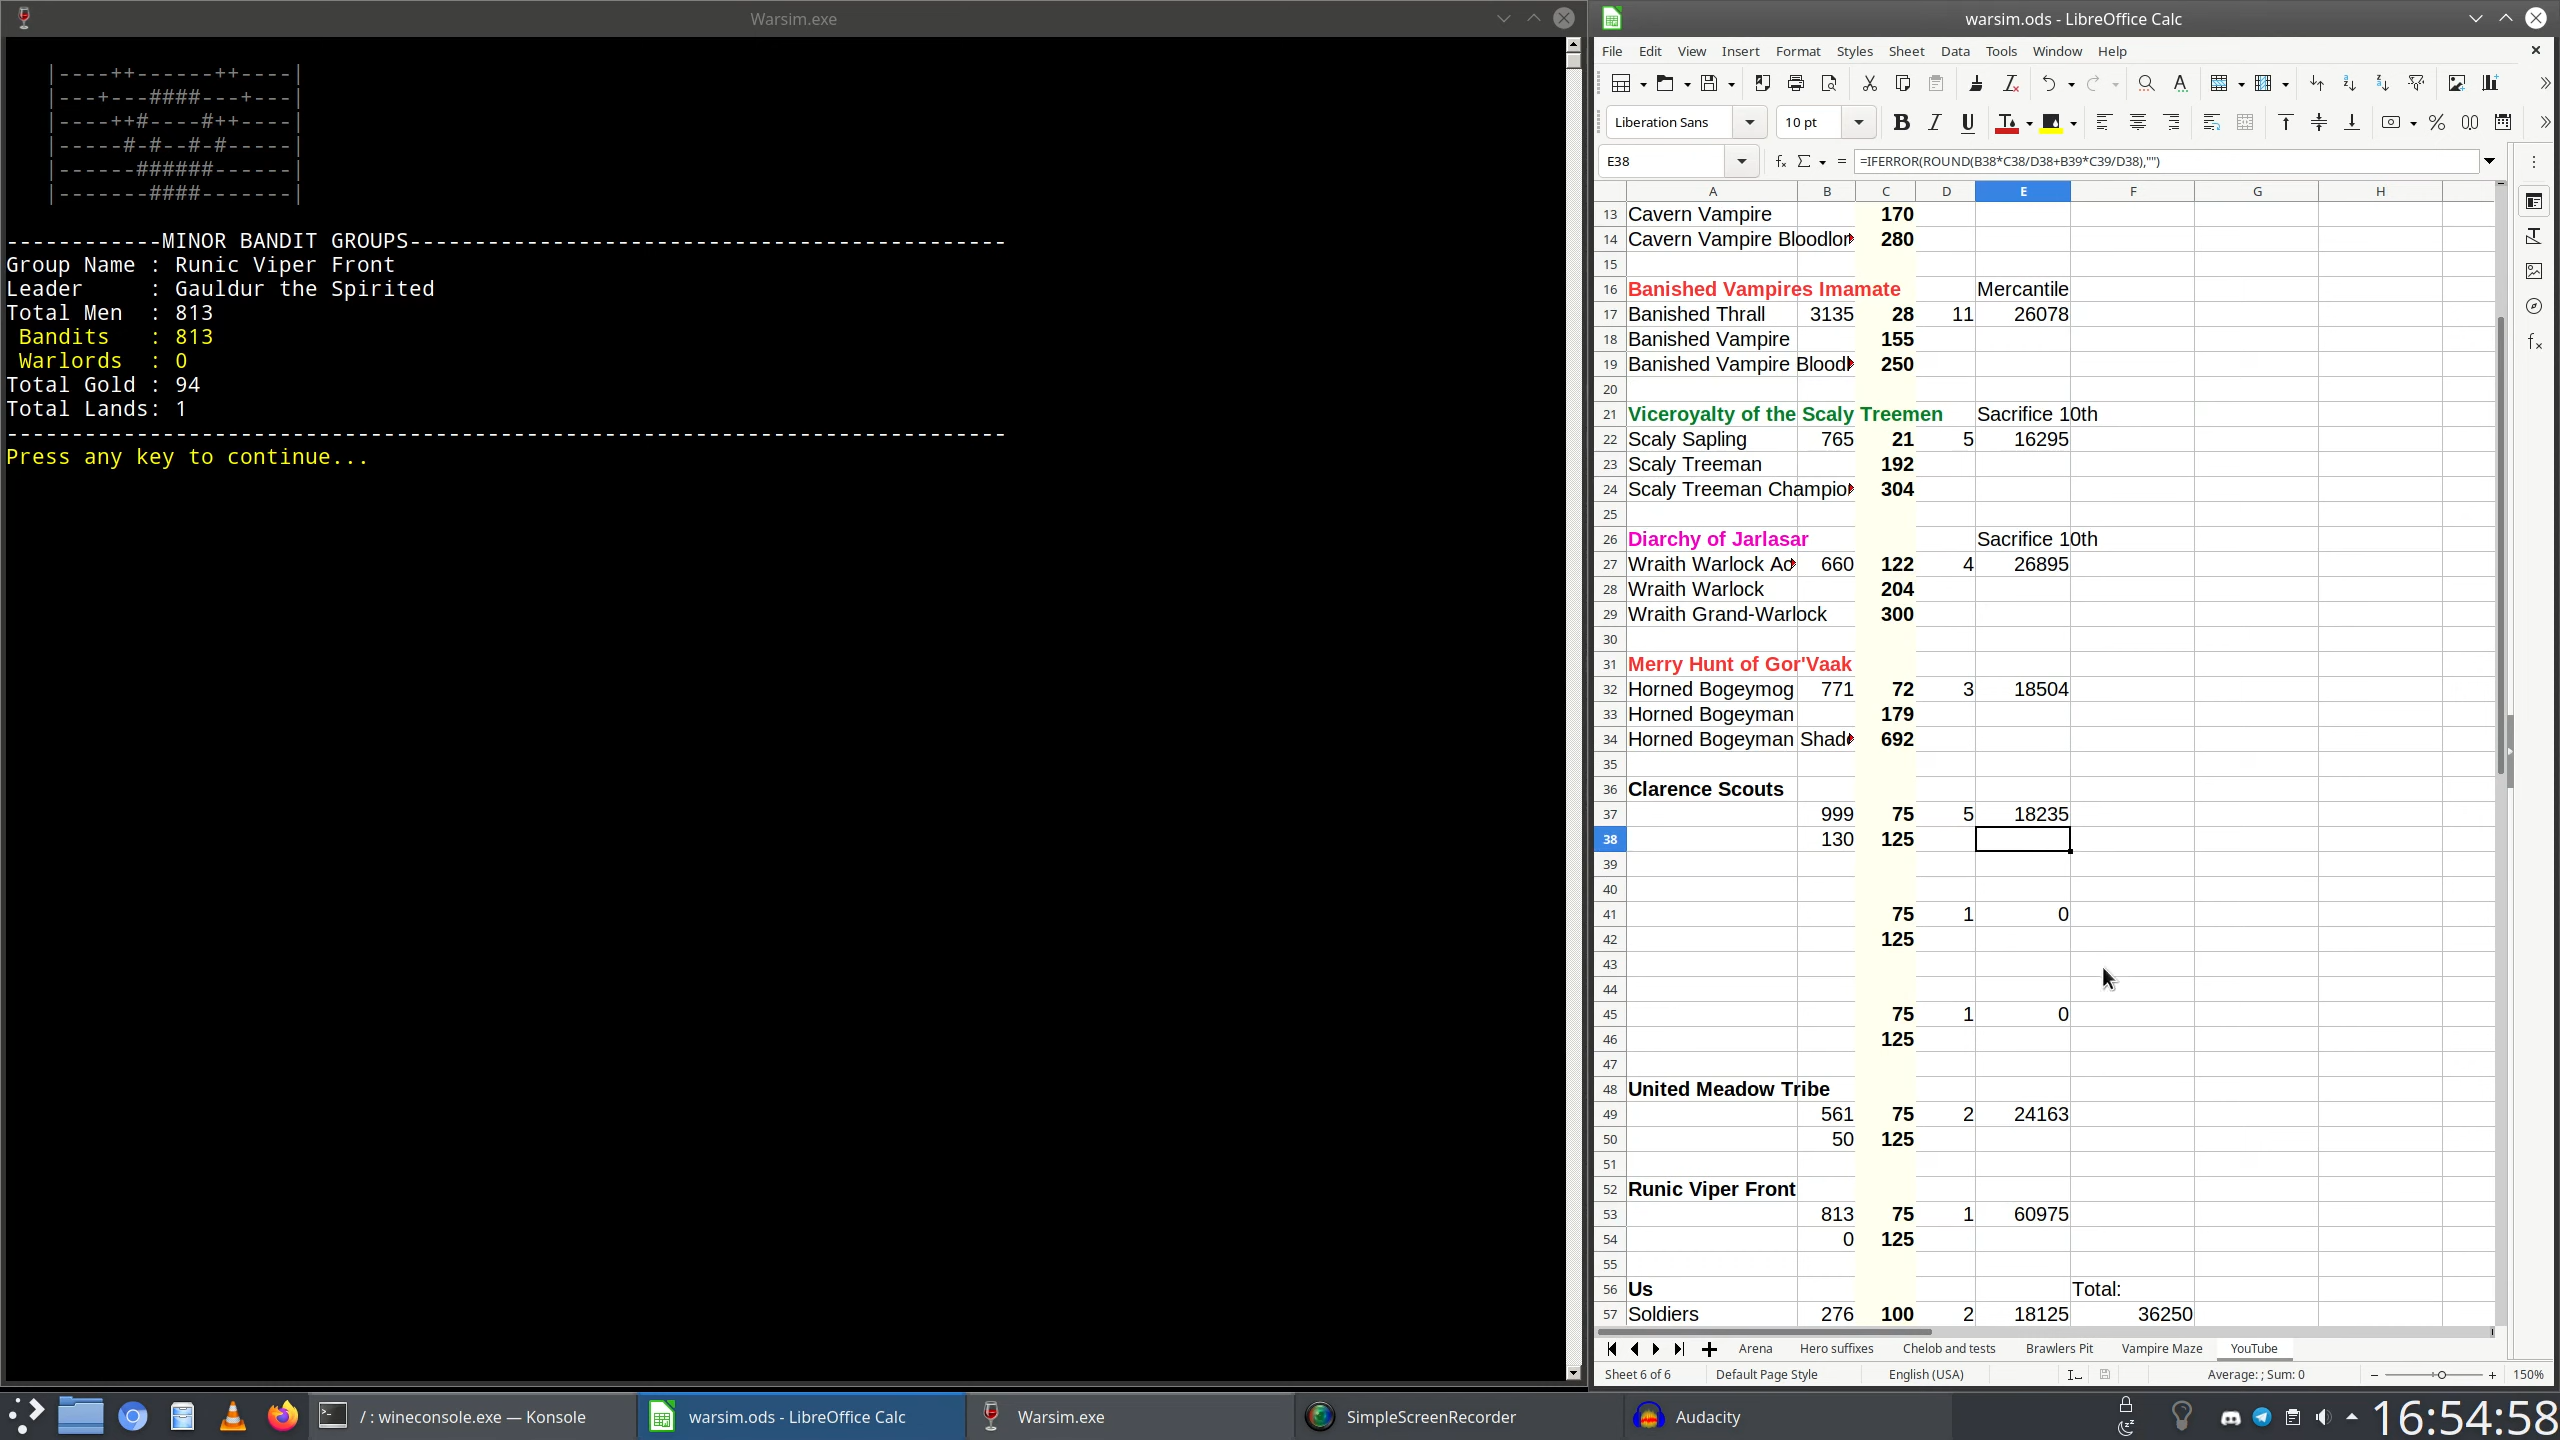 Warsim.exe
|----++------++----|
|---+---####---+---|
|----++#----#++----|
|-----#-#--#-#-----|
|------######------|
|-------####-------|
------------MINOR BANDIT GROUPS----------------------------------------------
Group Name : Runic Viper Front
Leader     : Gauldur the Spirited
Total Men  : 813
Bandits   : 813
Warlords  : 0
Total Gold : 94
Total Lands: 1
-----------------------------------------------------------------------------
Press any key to continue...
warsim.ods - LibreOffice Calc
File Edit View Insert Format Styles Sheet Data Tools Window Help
Liberation Sans 10 pt
E38 =IFERROR(ROUND(B38*C38/D38+B39*C39/D38),"")
A B C D E F G H
13 Cavern Vampire 170
14 Cavern Vampire Bloodlor 280
15
16 Banished Vampires Imamate Mercantile
17 Banished Thrall 3135 28 11 26078
18 Banished Vampire 155
19 Banished Vampire Bloodl 250
20
21 Viceroyalty of the Scaly Treemen Sacrifice 10th
22 Scaly Sapling 765 21 5 16295
23 Scaly Treeman 192
24 Scaly Treeman Champio 304
25
26 Diarchy of Jarlasar Sacrifice 10th
27 Wraith Warlock Ac 660 122 4 26895
28 Wraith Warlock 204
29 Wraith Grand-Warlock 300
30
31 Merry Hunt of Gor'Vaak
32 Horned Bogeymog 771 72 3 18504
33 Horned Bogeyman 179
34 Horned Bogeyman Shad 692
35
36 Clarence Scouts
37 999 75 5 18235
38 130 125
39
40
41 75 1 0
42 125
43
44
45 75 1 0
46 125
47
48 United Meadow Tribe
49 561 75 2 24163
50 50 125
51
52 Runic Viper Front
53 813 75 1 60975
54 0 125
55
56 Us Total:
57 Soldiers 276 100 2 18125 36250
Arena Hero suffixes Chelob and tests Brawlers Pit Vampire Maze YouTube
Sheet 6 of 6 Default Page Style English (USA) Average: ; Sum: 0 150%
/ : wineconsole.exe — Konsole warsim.ods - LibreOffice Calc Warsim.exe SimpleScreenRecorder Audacity 16:54:58